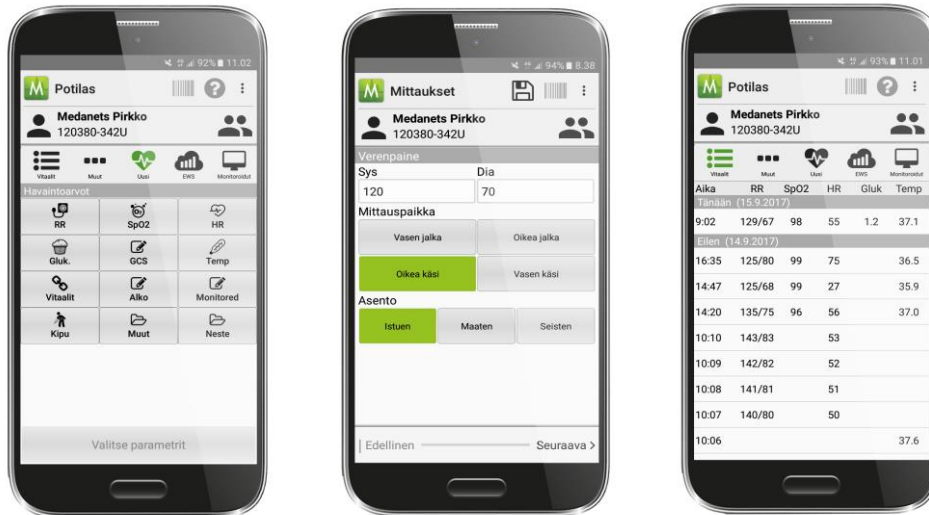 92% 11.02
M Potilas ?
Medanets Pirkko
120380-342U
Vitaalit Muut Uusi EWS Monitoroidut
Havaintoarvot
RR SpO2 HR
Gluk. GCS Temp
Vitaalit Alko Monitored
Kipu Muut Neste
Valitse parametrit
94% 8.38
M Mittaukset
Medanets Pirkko
120380-342U
Verenpaine
Sys Dia
120 70
Mittauspaikka
Vasen jalka Oikea jalka
Oikea käsi Vasen käsi
Asento
Istuen Maaten Seisten
Edellinen Seuraava >
93% 11.01
M Potilas ?
Medanets Pirkko
120380-342U
Vitaalit Muut Uusi EWS Monitoroidut
Aika RR SpO2 HR Gluk Temp
Tänään (15.9.2017)
9:02 129/67 98 55 1.2 37.1
Eilen (14.9.2017)
16:35 125/80 99 75 36.5
14:47 125/68 99 27 35.9
14:20 135/75 96 56 37.0
10:10 143/83 53
10:09 142/82 52
10:08 141/81 51
10:07 140/80 50
10:06 37.6